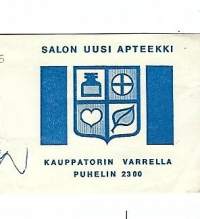 SALON UUSI APTEEKKI
KAUPPATORIN VARRELLA
PUHELIN 2300